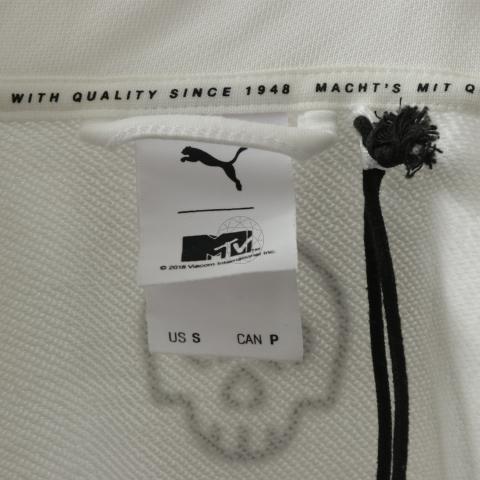 WITH QUALITY SINCE 1948 MACHT'S MIT Q
MTV
© 2018 Viacom International Inc.
US S CAN P